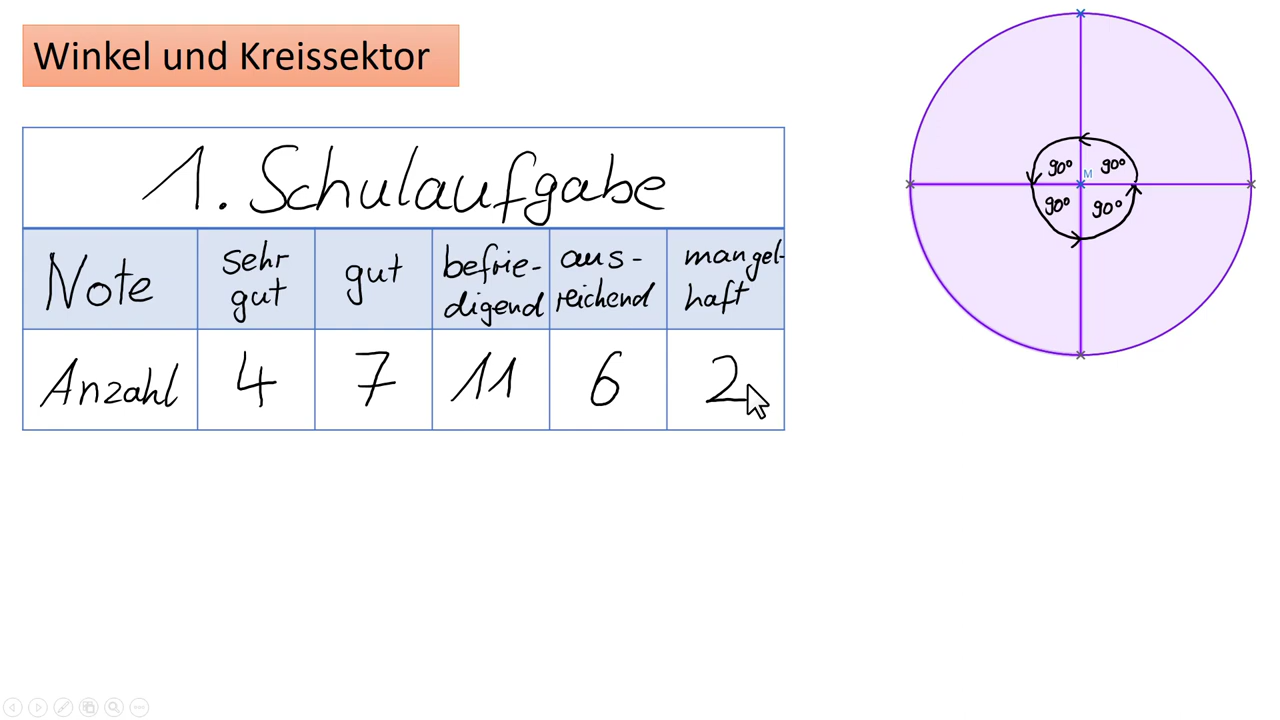 Winkel und Kreissektor
1. Schulaufgabe
Note
sehr
gut
gut
befrie-
digend
aus-
reichend
mangel-
haft
Anzahl
4
7
11
6
2
90°
90°
M
90°
90°